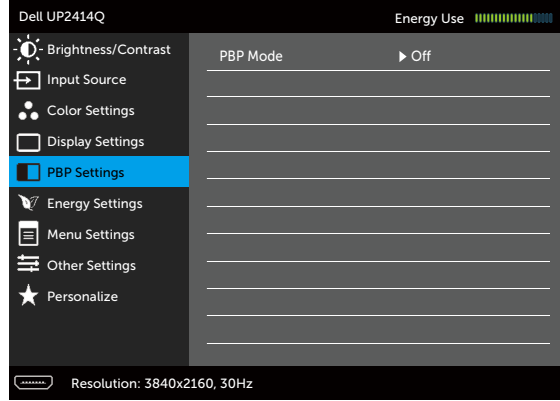 Dell UP2414Q
Energy Use
Brightness/Contrast
PBP Mode
Off
Input Source
Color Settings
Display Settings
PBP Settings
Energy Settings
Menu Settings
Other Settings
Personalize
Resolution: 3840x2160, 30Hz